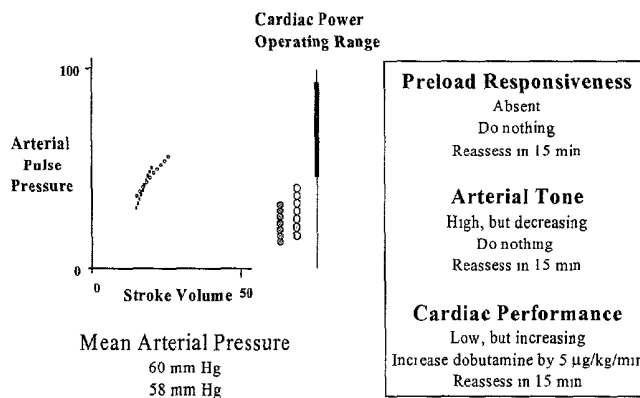 Cardiac Power
Operating Range
100
Arterial
Pulse
Pressure
0
0
Stroke Volume
50
Mean Arterial Pressure
60 mm Hg
58 mm Hg
Preload Responsiveness
Absent
Do nothing
Reassess in 15 min
Arterial Tone
High, but decreasing
Do nothing
Reassess in 15 min
Cardiac Performance
Low, but increasing
Increase dobutamine by 5 µg/kg/min
Reassess in 15 min